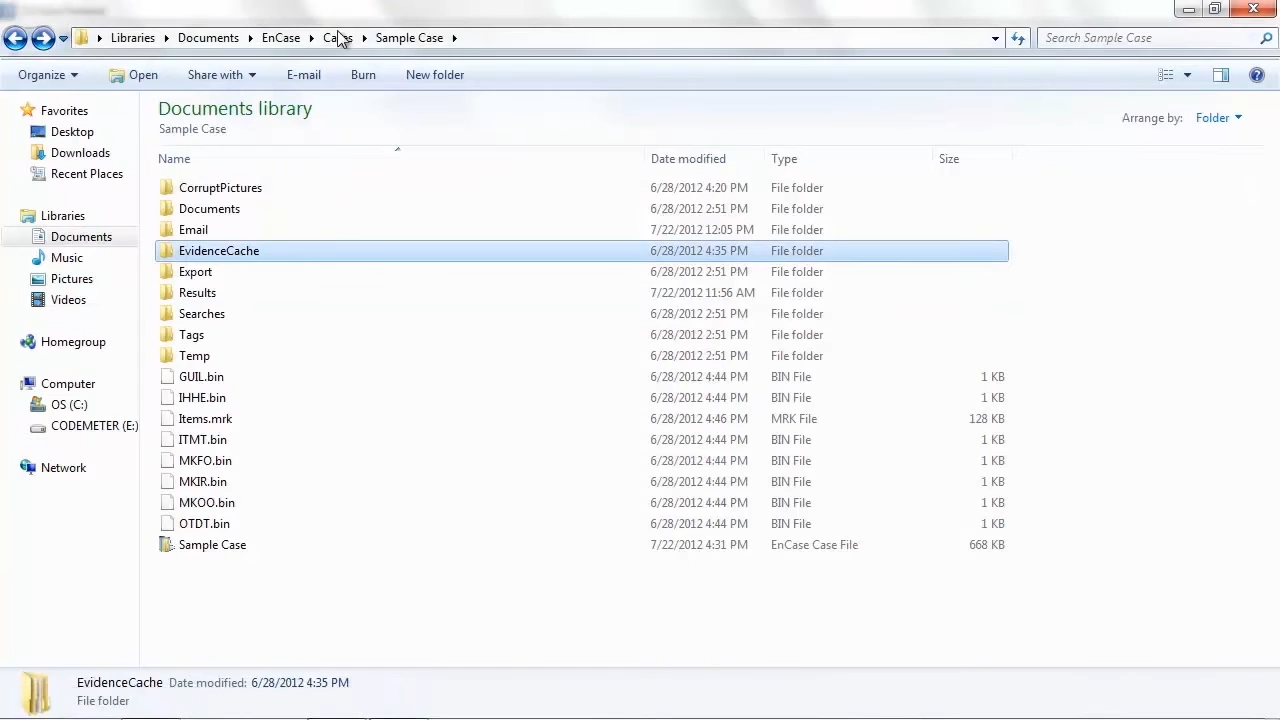 Libraries Documents EnCase Sample Case Search Sample Case
Organize Open Share with E-mail Burn New folder
Favorites
Desktop
Downloads
Recent Places
Libraries
Documents
Music
Pictures
Videos
Homegroup
Computer
OS (C:)
CODEMETER (E:)
Network
Documents library
Sample Case
Arrange by: Folder
Name Date modified Type Size
CorruptPictures 6/28/2012 4:20 PM File folder
Documents 6/28/2012 2:51 PM File folder
Email 7/22/2012 12:05 PM File folder
EvidenceCache 6/28/2012 4:35 PM File folder
Export 6/28/2012 2:51 PM File folder
Results 7/22/2012 11:56 AM File folder
Searches 6/28/2012 2:51 PM File folder
Tags 6/28/2012 2:51 PM File folder
Temp 6/28/2012 2:51 PM File folder
GUIL.bin 6/28/2012 4:44 PM BIN File 1 KB
IHHE.bin 6/28/2012 4:44 PM BIN File 1 KB
Items.mrk 6/28/2012 4:46 PM MRK File 128 KB
ITMT.bin 6/28/2012 4:44 PM BIN File 1 KB
MKFO.bin 6/28/2012 4:44 PM BIN File 1 KB
MKIR.bin 6/28/2012 4:44 PM BIN File 1 KB
MKOO.bin 6/28/2012 4:44 PM BIN File 1 KB
OTDT.bin 6/28/2012 4:44 PM BIN File 1 KB
Sample Case 7/22/2012 4:31 PM EnCase Case File 668 KB
EvidenceCache Date modified: 6/28/2012 4:35 PM
File folder